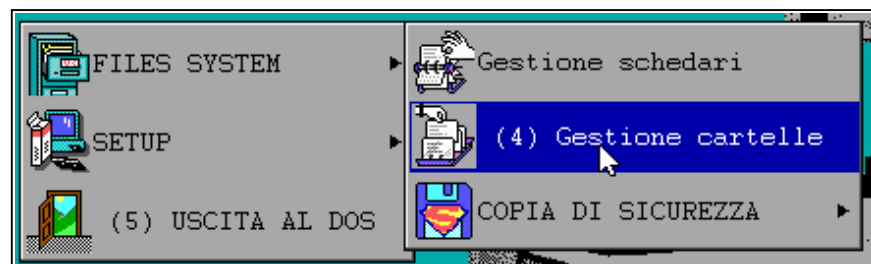 FILES SYSTEM
SETUP
(5) USCITA AL DOS
Gestione schedari
(4) Gestione cartelle
COPIA DI SICUREZZA